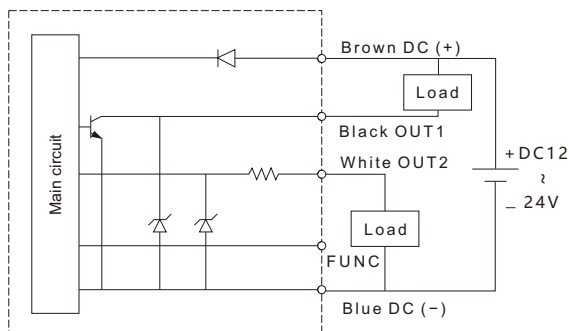 Brown DC (+)
Load
Black OUT1
White OUT2
Main circuit
+ DC12
~
− 24V
Load
FUNC
Blue DC (−)